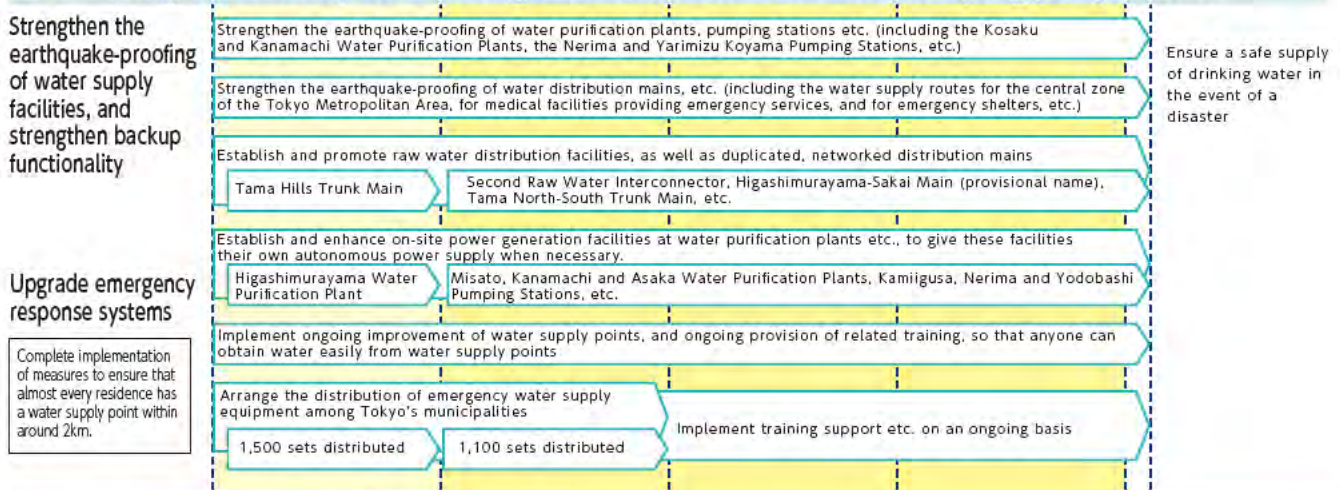 Strengthen the
earthquake-proofing
of water supply
facilities, and
strengthen backup
functionality
Strengthen the earthquake-proofing of water purification plants, pumping stations etc. (including the Kosaku
and Kanamachi Water Purification Plants, the Nerima and Yarimizu Koyama Pumping Stations, etc.)
Strengthen the earthquake-proofing of water distribution mains, etc. (including the water supply routes for the central zone
of the Tokyo Metropolitan Area, for medical facilities providing emergency services, and for emergency shelters, etc.)
Establish and promote raw water distribution facilities, as well as duplicated, networked distribution mains
Tama Hills Trunk Main
Second Raw Water Interconnector, Higashimurayama-Sakai Main (provisional name),
Tama North-South Trunk Main, etc.
Ensure a safe supply
of drinking water in
the event of a
disaster
Upgrade emergency
response systems
Complete implementation
of measures to ensure that
almost every residence has
a water supply point within
around 2km.
Establish and enhance on-site power generation facilities at water purification plants etc., to give these facilities
their own autonomous power supply when necessary.
Higashimurayama Water
Purification Plant
Misato, Kanamachi and Asaka Water Purification Plants, Kamiigusa, Nerima and Yodobashi
Pumping Stations, etc.
Implement ongoing improvement of water supply points, and ongoing provision of related training, so that anyone can
obtain water easily from water supply points
Arrange the distribution of emergency water supply
equipment among Tokyo's municipalities
1,500 sets distributed
1,100 sets distributed
Implement training support etc. on an ongoing basis